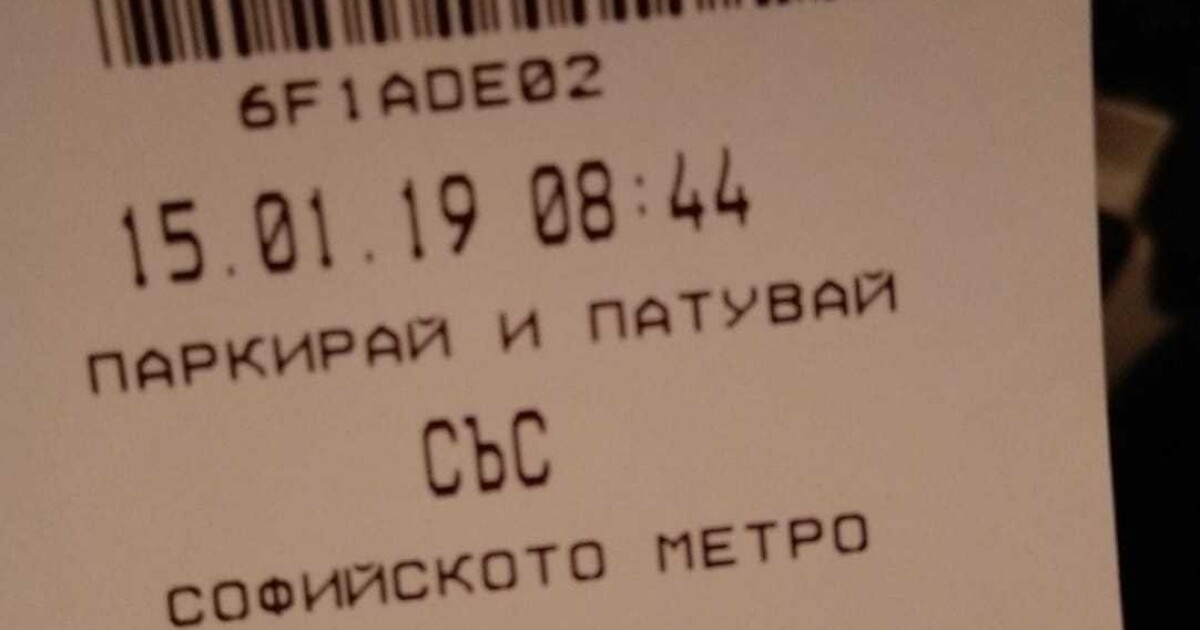 6F1ADE02
15.01.19 08:44
ПАРКИРАЙ И ПАТУВАЙ
СЪС
СОФИЙСКОТО МЕТРО